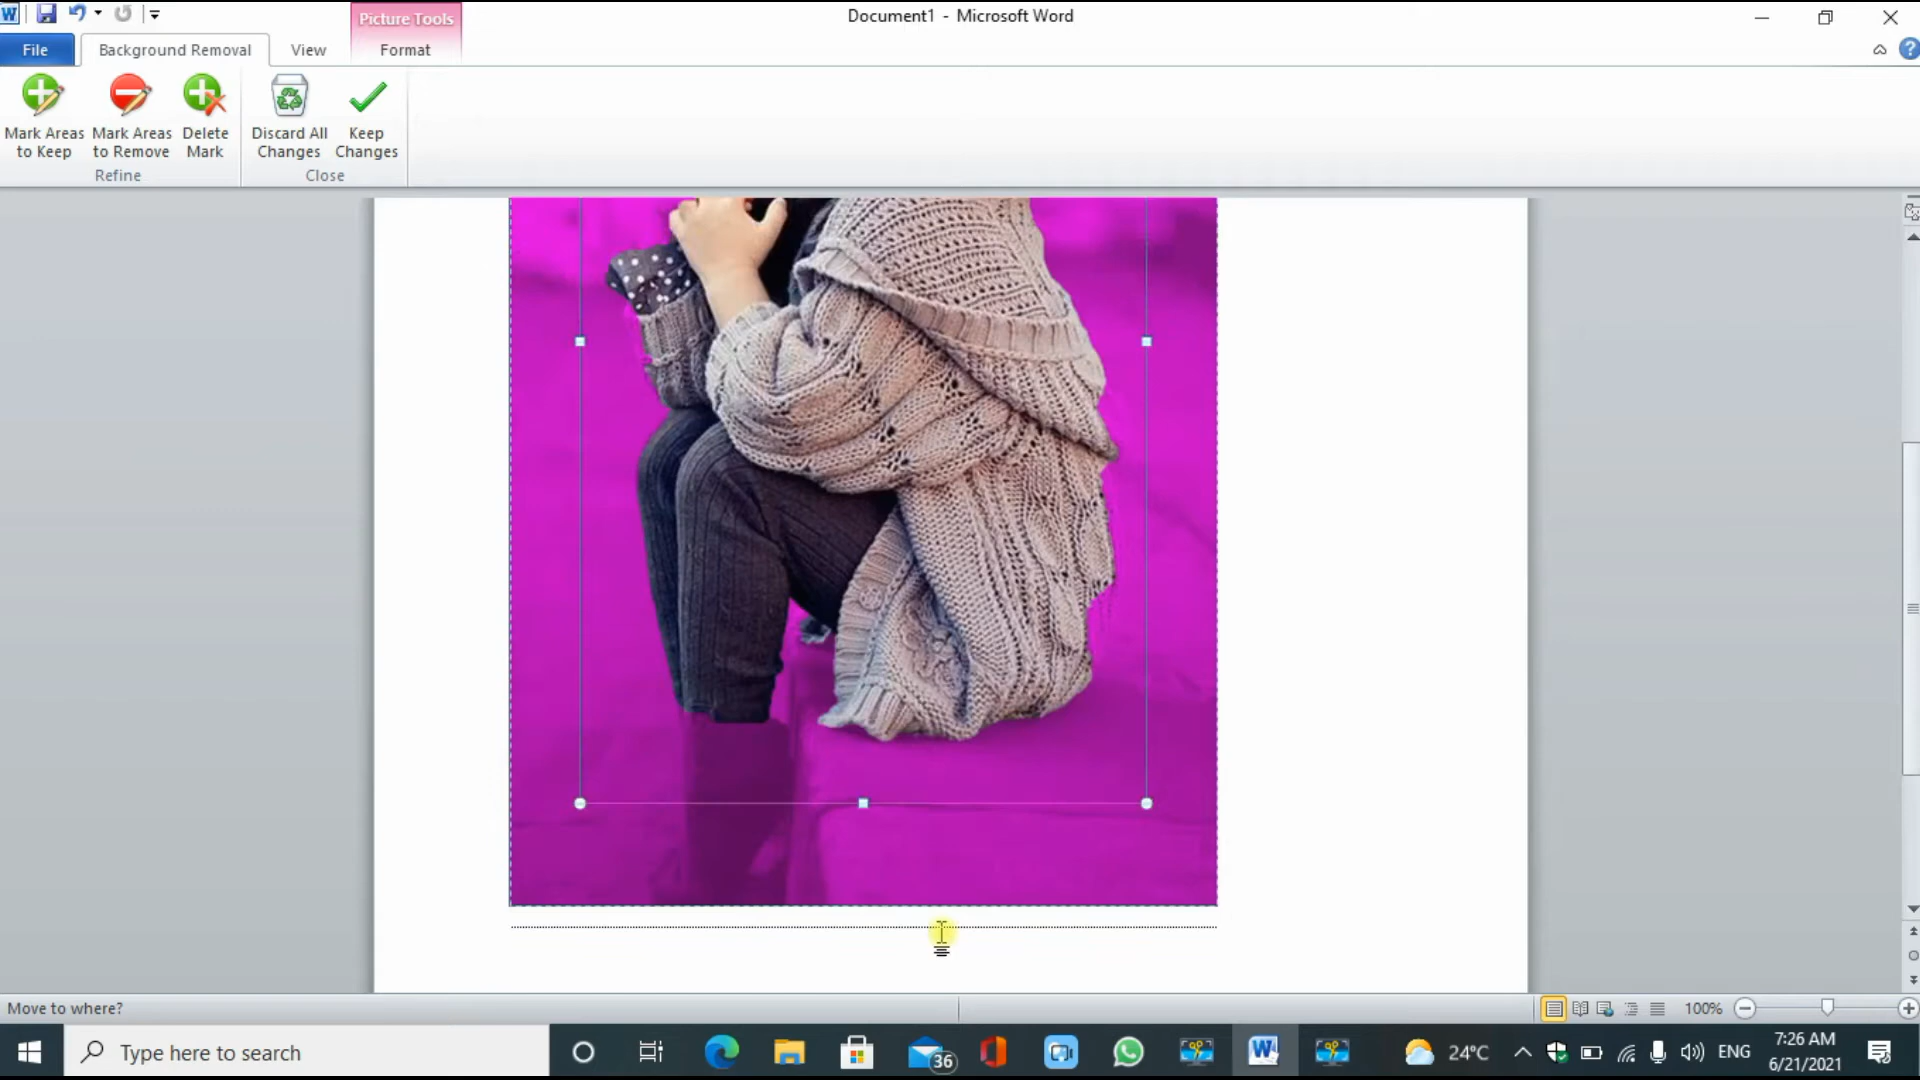 W
Picture Tools
Document1 - Microsoft Word
File
Background Removal
View
Format
?
Mark Areas to Keep
Mark Areas to Remove
Delete Mark
Discard All Changes
Keep Changes
Refine
Close
Move to where?
100%
Type here to search
36
W
24°C
ENG
7:26 AM
6/21/2021